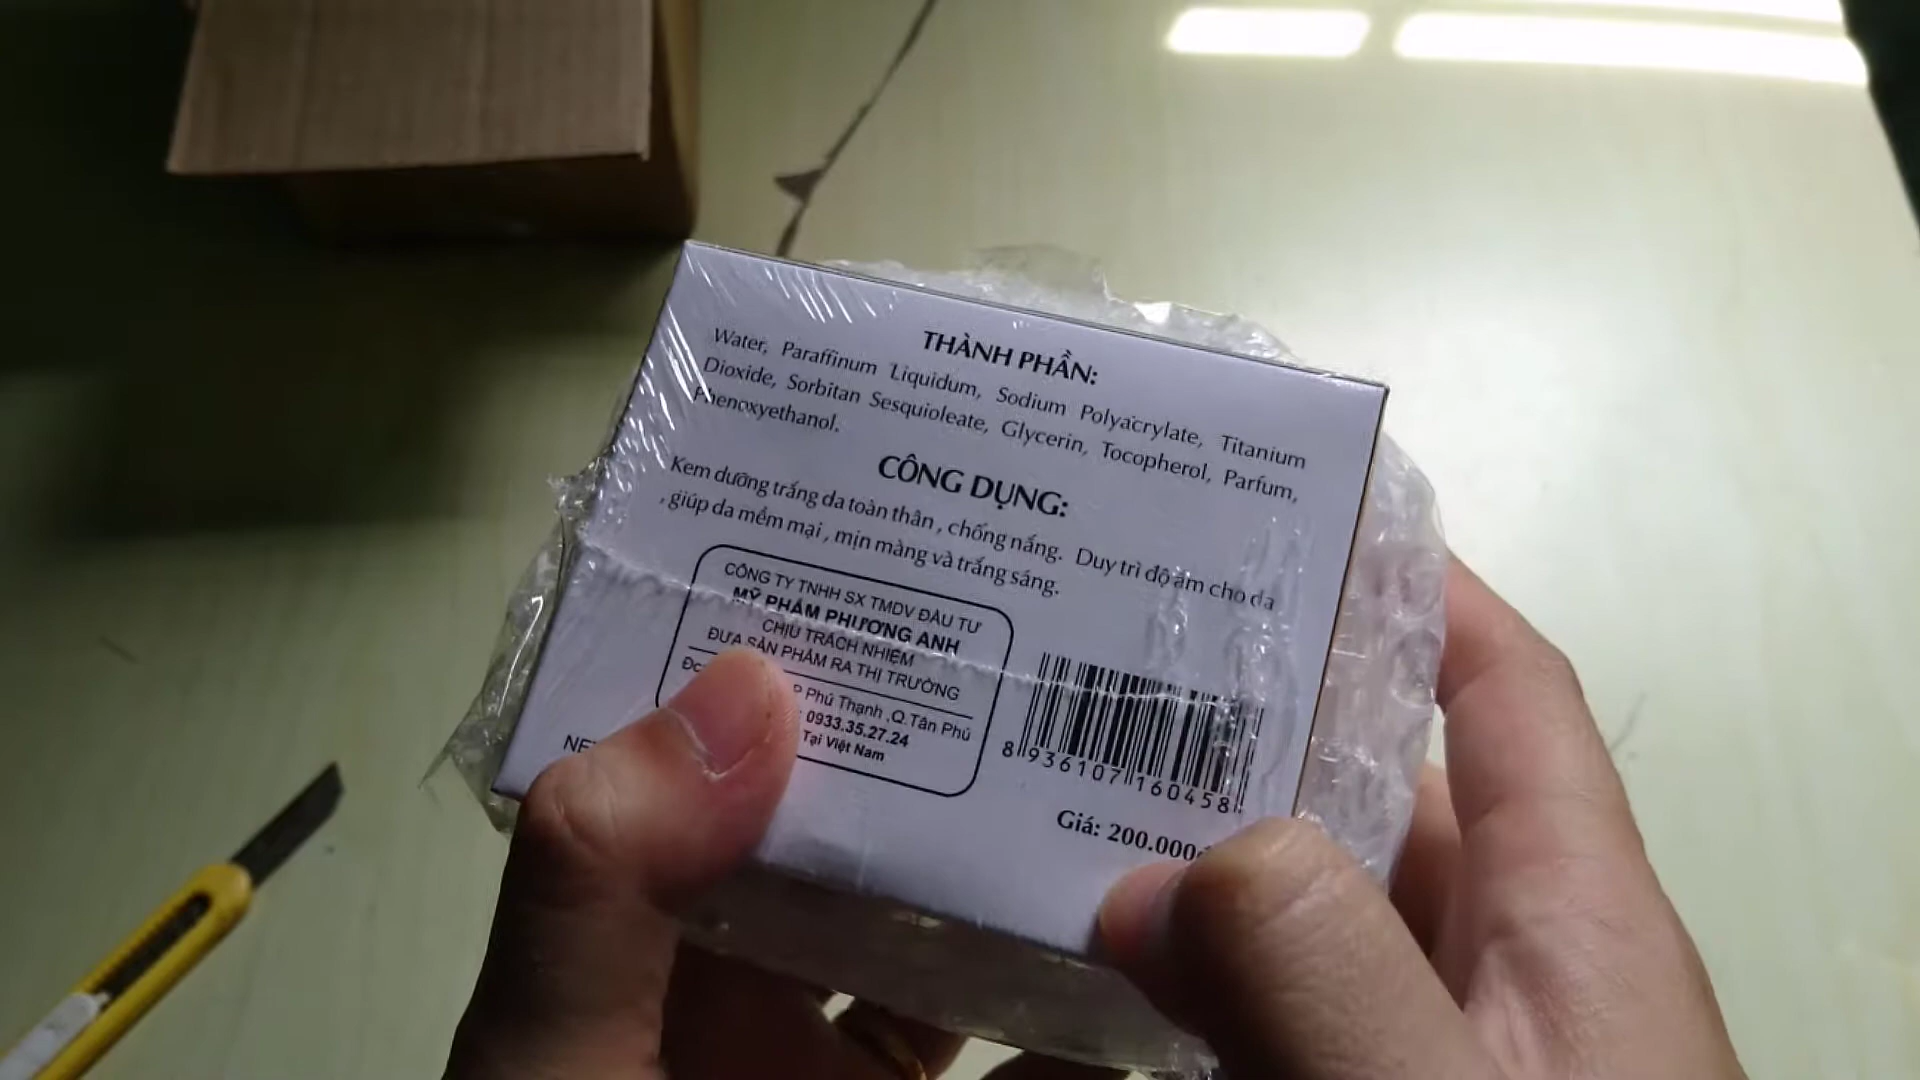 THÀNH PHẦN:
Water, Paraffinum Liquidum, Sodium Polyacrylate, Titanium
Dioxide, Sorbitan Sesquioleate, Glycerin, Tocopherol, Parfum,
Phenoxyethanol.
CÔNG DỤNG:
Kem dưỡng trắng da toàn thân , chống nắng. Duy trì độ ẩm cho da
, giúp da mềm mại , mịn màng và trắng sáng.
CÔNG TY TNHH SX TMDV ĐẦU TƯ
MỸ PHẨM PHƯƠNG ANH
CHỊU TRÁCH NHIỆM
ĐƯA SẢN PHẨM RA THỊ TRƯỜNG
P Phú Thạnh ,Q.Tân Phú
0933.35.27.24
Tại Việt Nam
8 936107 160458
Giá: 200.000đ